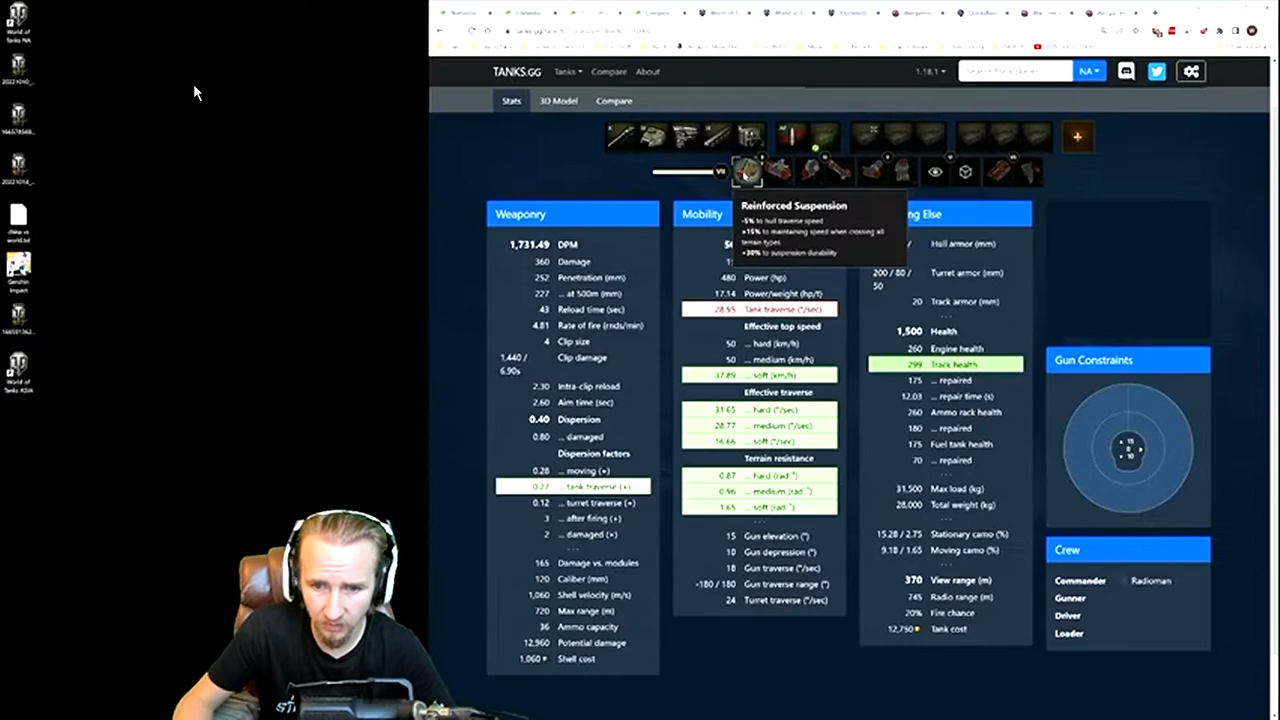 World of
Tanks NA
TANKS.GG
Tanks
Compare
About
1.18.1
Search for a player
NA
Stats
3D Model
Compare
VII
Reinforced Suspension
-5% to hull traverse speed
+15% to maintaining speed when crossing all
terrain types
+30% to suspension durability
Weaponry
1,731.49 DPM
360 Damage
252 Penetration (mm)
227 ... at 500m (mm)
43 Reload time (sec)
4.81 Rate of fire (rnds/min)
4 Clip size
1,440 / Clip damage
6.90s
2.30 Intra-clip reload
2.60 Aim time (sec)
0.40 Dispersion
0.80 ... damaged
Dispersion factors
0.28 ... moving (+)
0.27 ... tank traverse (+)
0.12 ... turret traverse (+)
3 ... after firing (+)
2 ... damaged (×)
...
165 Damage vs. modules
120 Caliber (mm)
1,060 Shell velocity (m/s)
720 Max range (m)
36 Ammo capacity
12,960 Potential damage
1,060 Shell cost
Mobility
480 Power (hp)
17.14 Power/weight (hp/t)
28.95 Tank traverse (°/sec)
Effective top speed
50 ... hard (km/h)
50 ... medium (km/h)
37.89 ... soft (km/h)
Effective traverse
31.65 ... hard (°/sec)
28.77 ... medium (°/sec)
16.66 ... soft (°/sec)
Terrain resistance
0.87 ... hard (rad⁻¹)
0.96 ... medium (rad⁻¹)
1.65 ... soft (rad⁻¹)
...
15 Gun elevation (°)
10 Gun depression (°)
18 Gun traverse (°/sec)
-180 / 180 Gun traverse range (°)
24 Turret traverse (°/sec)
ng Else
Hull armor (mm)
200 / 80 / Turret armor (mm)
50
20 Track armor (mm)
...
1,500 Health
260 Engine health
299 Track health
175 ... repaired
12.03 ... repair time (s)
260 Ammo rack health
180 ... repaired
175 Fuel tank health
70 ... repaired
...
31,500 Max load (kg)
28,000 Total weight (kg)
...
15.28 / 2.75 Stationary camo (%)
9.18 / 1.65 Moving camo (%)
...
370 View range (m)
745 Radio range (m)
20% Fire chance
12,750 Tank cost
Gun Constraints
15
10
Crew
Commander Radioman
Gunner
Driver
Loader
Genshin
Impact
World of
Tanks ASIA